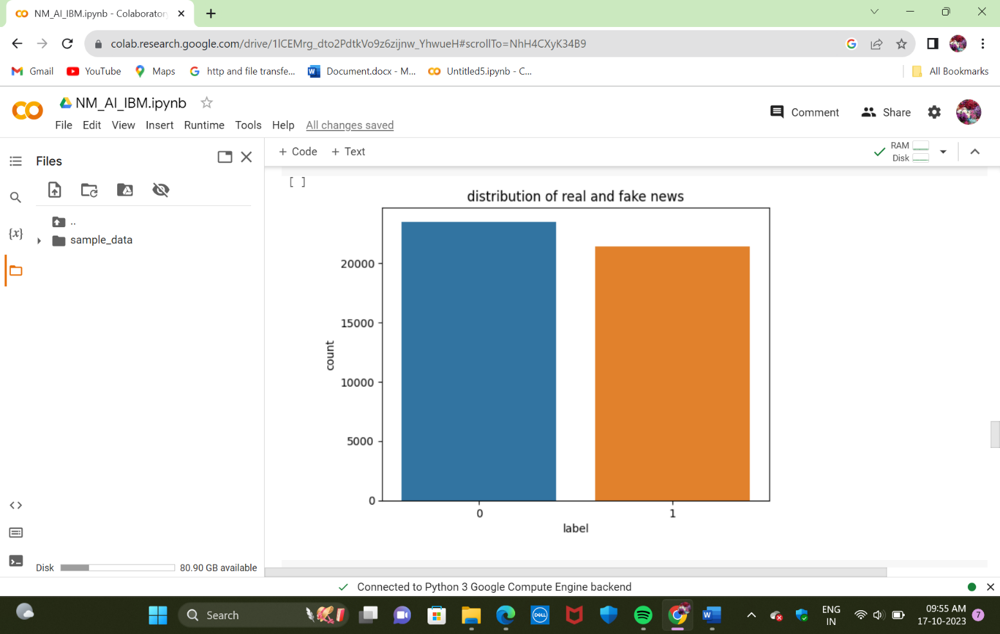 NM_AI_IBM.ipynb - Colaboratory
colab.research.google.com/drive/1lCEMrg_dto2PdtkVo9z6zijnw_YhwueH#scrollTo=NhH4CXyK34B9
Gmail YouTube Maps http and file transfe... Document.docx - M... Untitled5.ipynb - C... All Bookmarks
NM_AI_IBM.ipynb
Comment Share
File Edit View Insert Runtime Tools Help All changes saved
Files
+ Code + Text
RAM
Disk
[ ]
distribution of real and fake news
..
{x}
sample_data
20000
15000
count
10000
5000
0
0 1
label
Disk 80.90 GB available
Connected to Python 3 Google Compute Engine backend
Search
DELL
W
ENG
IN
09:55 AM
17-10-2023
7